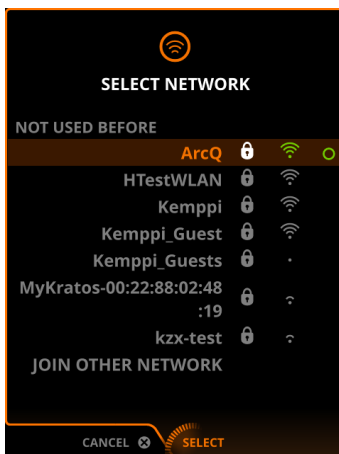 SELECT NETWORK
NOT USED BEFORE
ArcQ
HTestWLAN
Kemppi
Kemppi_Guest
Kemppi_Guests
MyKratos-00:22:88:02:48
:19
kzx-test
JOIN OTHER NETWORK
CANCEL SELECT